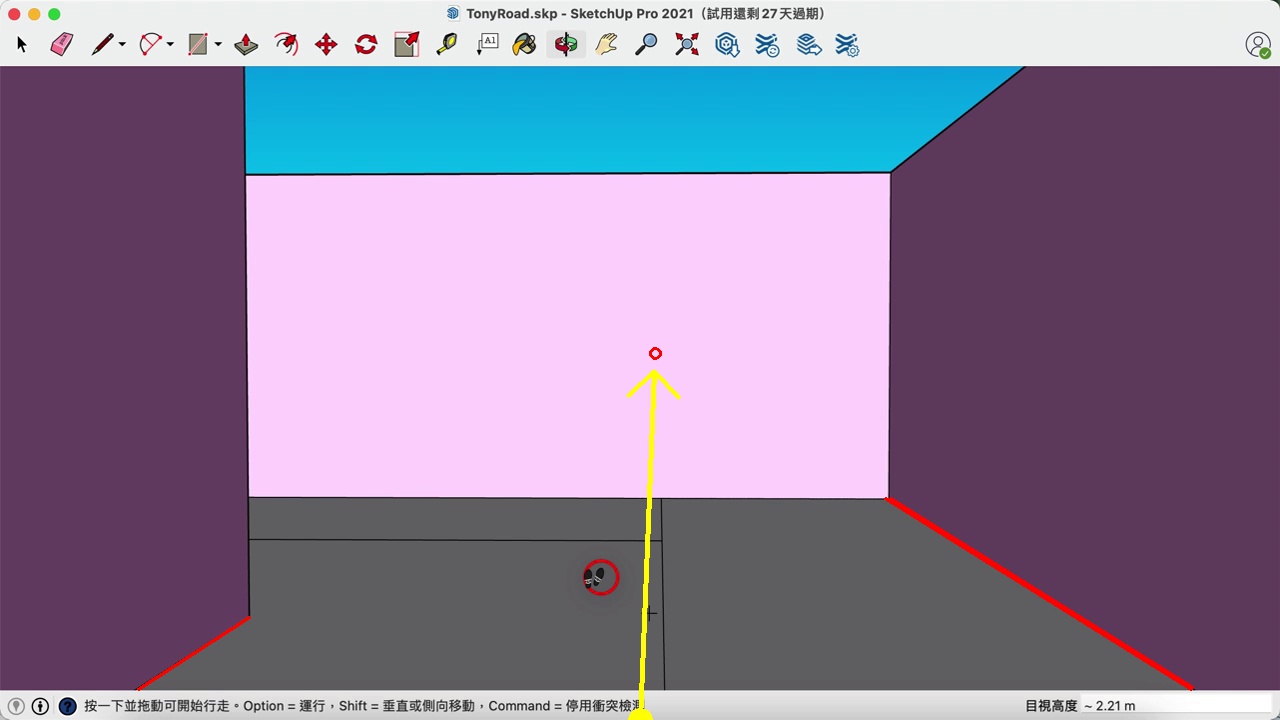 TonyRoad.skp - SketchUp Pro 2021（試用還剩 27 天過期）
A1
按一下並拖動可開始行走。Option = 運行，Shift = 垂直或側向移動，Command = 停用衝突檢測
目視高度 ~ 2.21 m